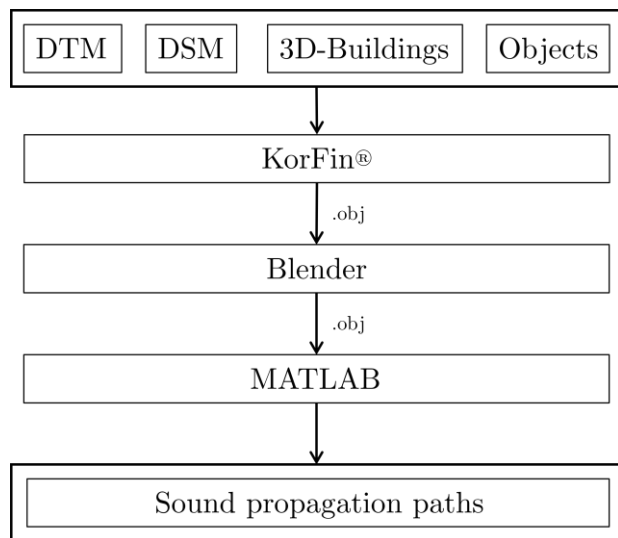 DTM DSM 3D-Buildings Objects
KorFin®
.obj
Blender
.obj
MATLAB
Sound propagation paths